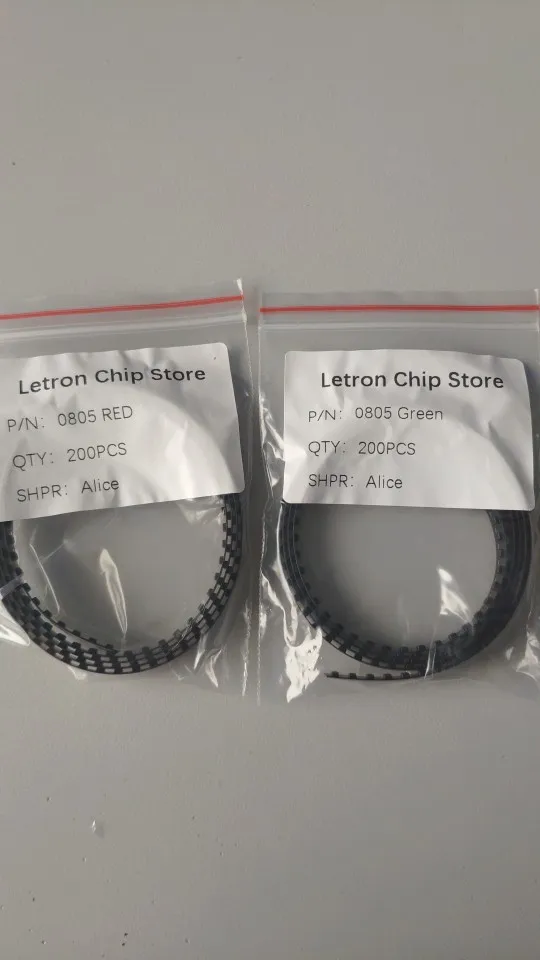 Letron Chip Store
P/N: 0805 RED
QTY: 200PCS
SHPR: Alice
Letron Chip Store
P/N: 0805 Green
QTY: 200PCS
SHPR: Alice